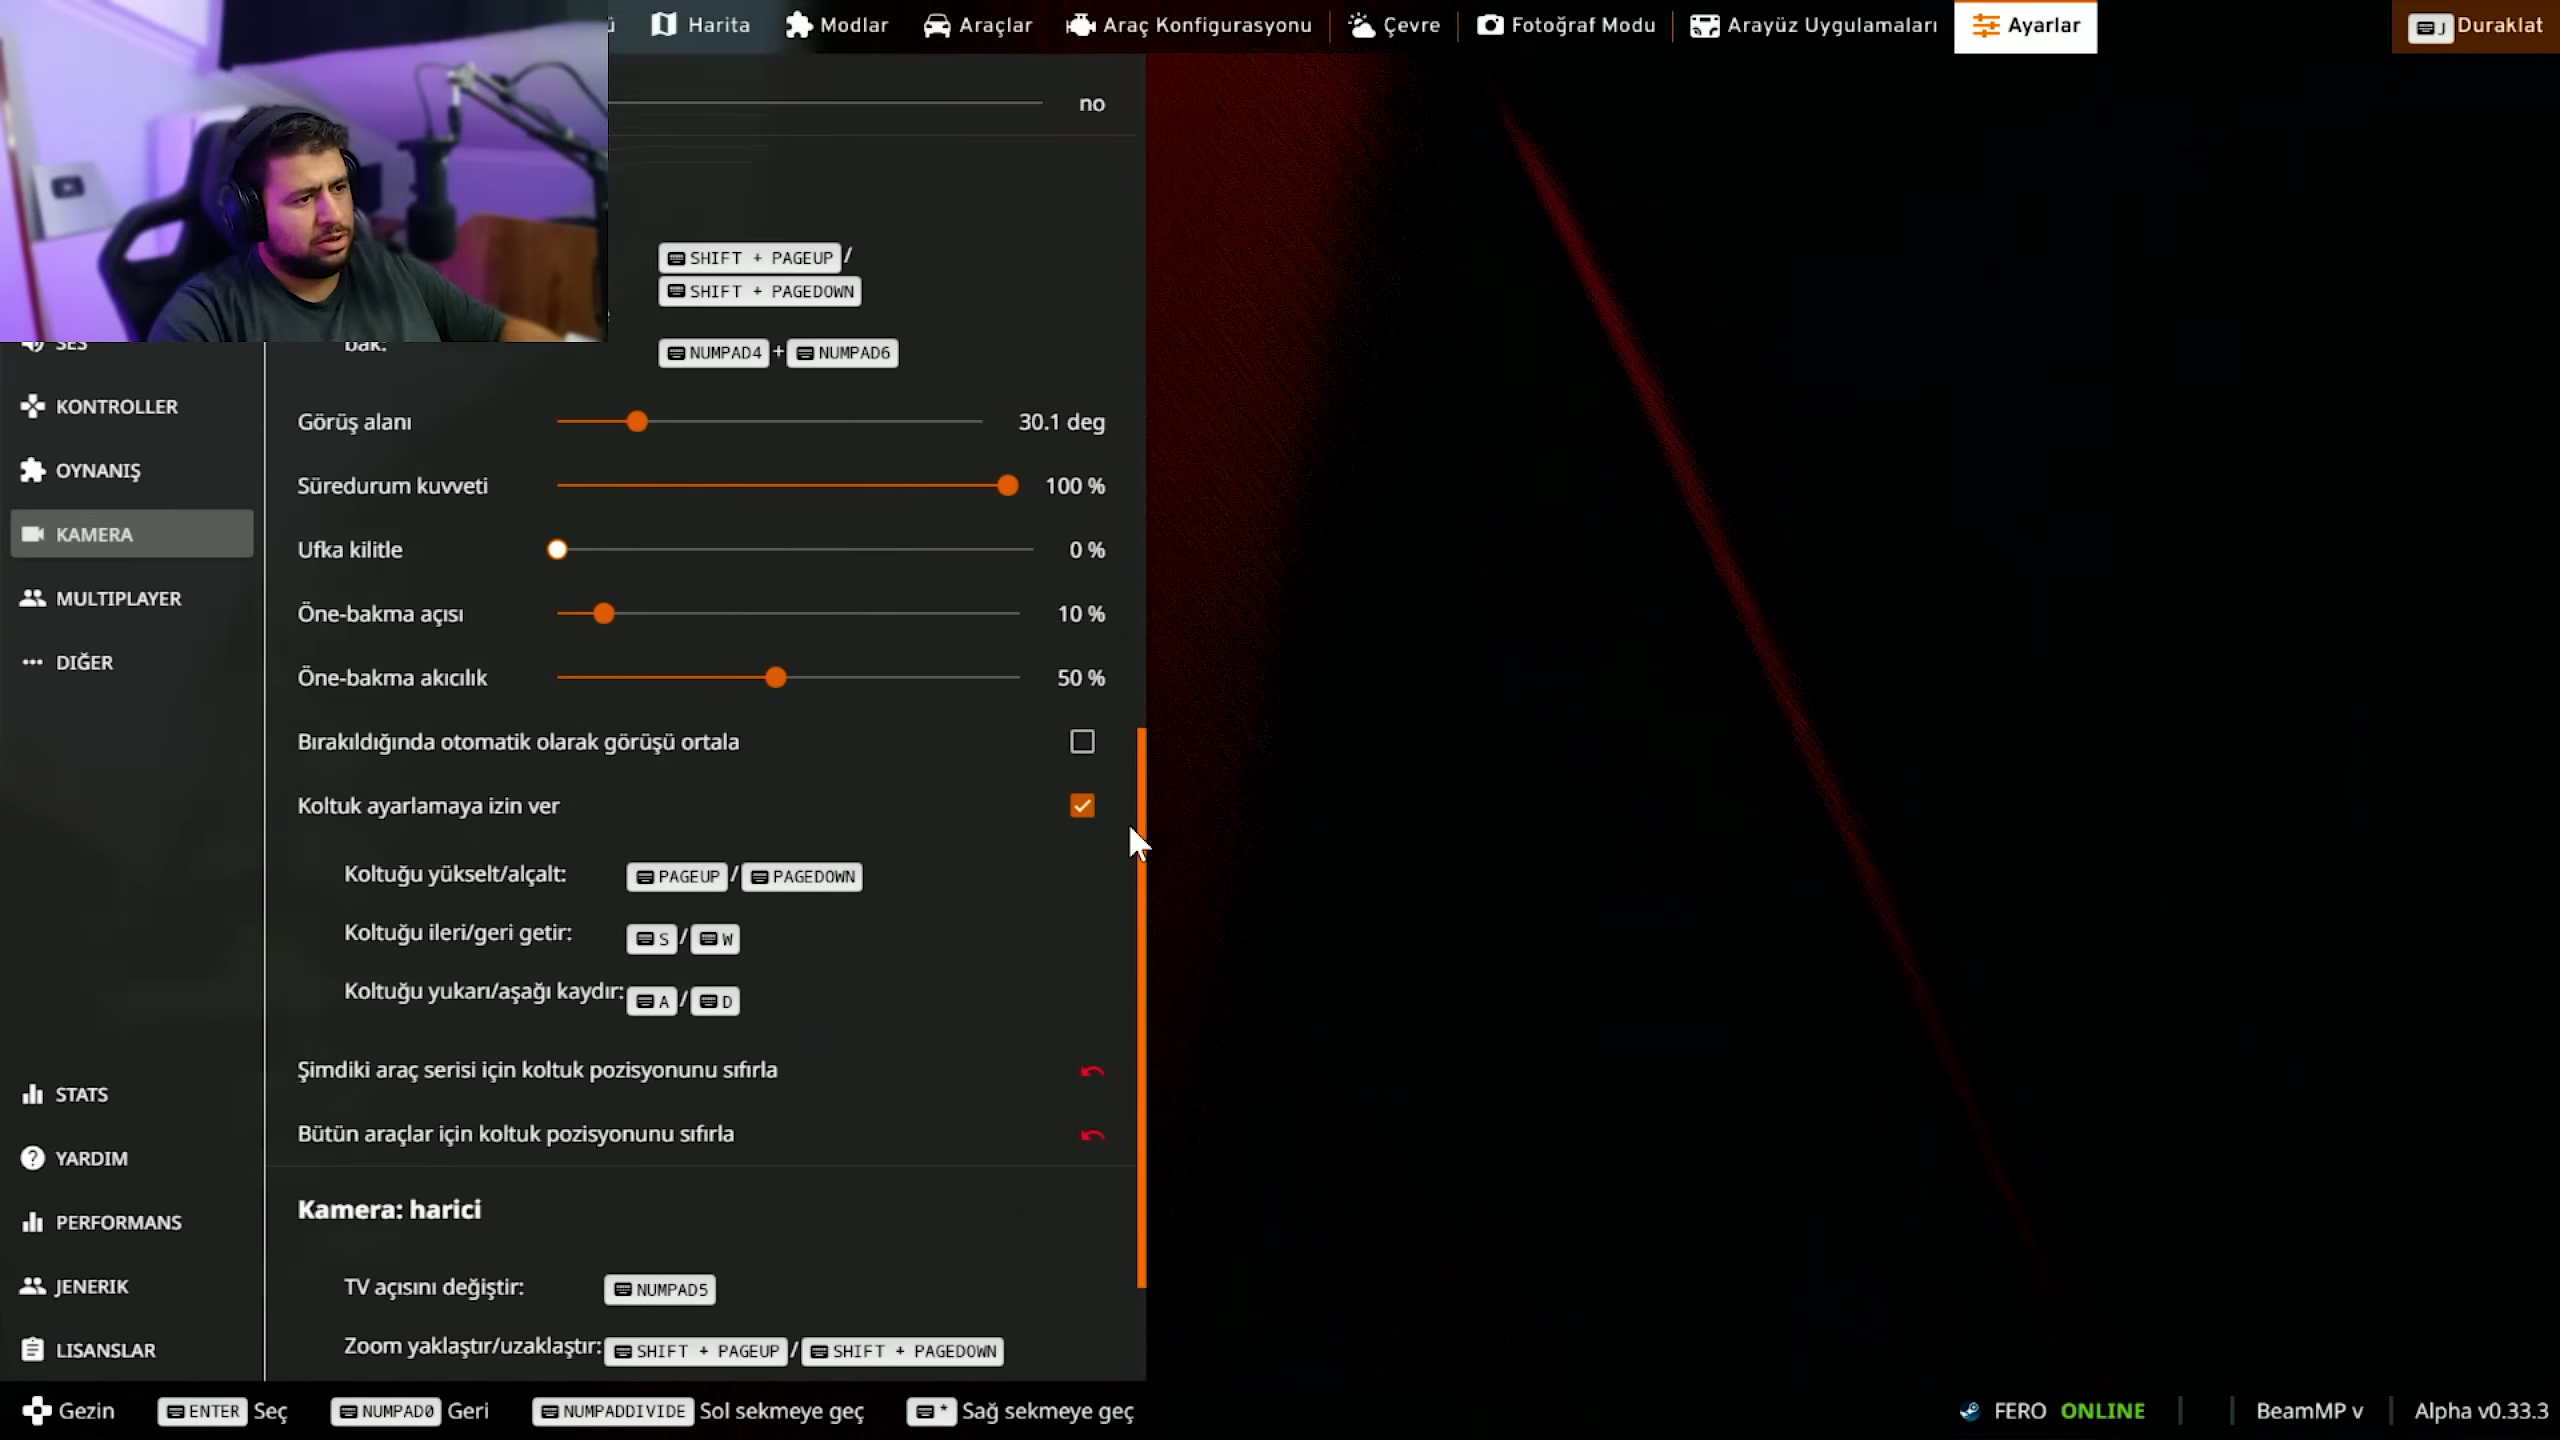 Harita Modlar Araçlar Araç Konfigurasyonu Çevre Fotoğraf Modu Arayüz Uygulamaları Ayarlar J Duraklat
no
SHIFT + PAGEUP /
SHIFT + PAGEDOWN
SES
bak:
NUMPAD4 + NUMPAD6
KONTROLLER
Görüş alanı 30.1 deg
OYNANIŞ
Süredurum kuvveti 100 %
KAMERA
Ufka kilitle 0 %
MULTIPLAYER
Öne-bakma açısı 10 %
DIĞER
Öne-bakma akıcılık 50 %
Bırakıldığında otomatik olarak görüşü ortala
Koltuk ayarlamaya izin ver
Koltuğu yükselt/alçalt: PAGEUP / PAGEDOWN
Koltuğu ileri/geri getir: S / W
Koltuğu yukarı/aşağı kaydır: A / D
Şimdiki araç serisi için koltuk pozisyonunu sıfırla
STATS
Bütün araçlar için koltuk pozisyonunu sıfırla
YARDIM
Kamera: harici
PERFORMANS
TV açısını değiştir: NUMPAD5
JENERIK
Zoom yaklaştır/uzaklaştır: SHIFT + PAGEUP / SHIFT + PAGEDOWN
LISANSLAR
Gezin ENTER Seç NUMPAD0 Geri NUMPADDIVIDE Sol sekmeye geç * Sağ sekmeye geç FERO ONLINE BeamMP v Alpha v0.33.3